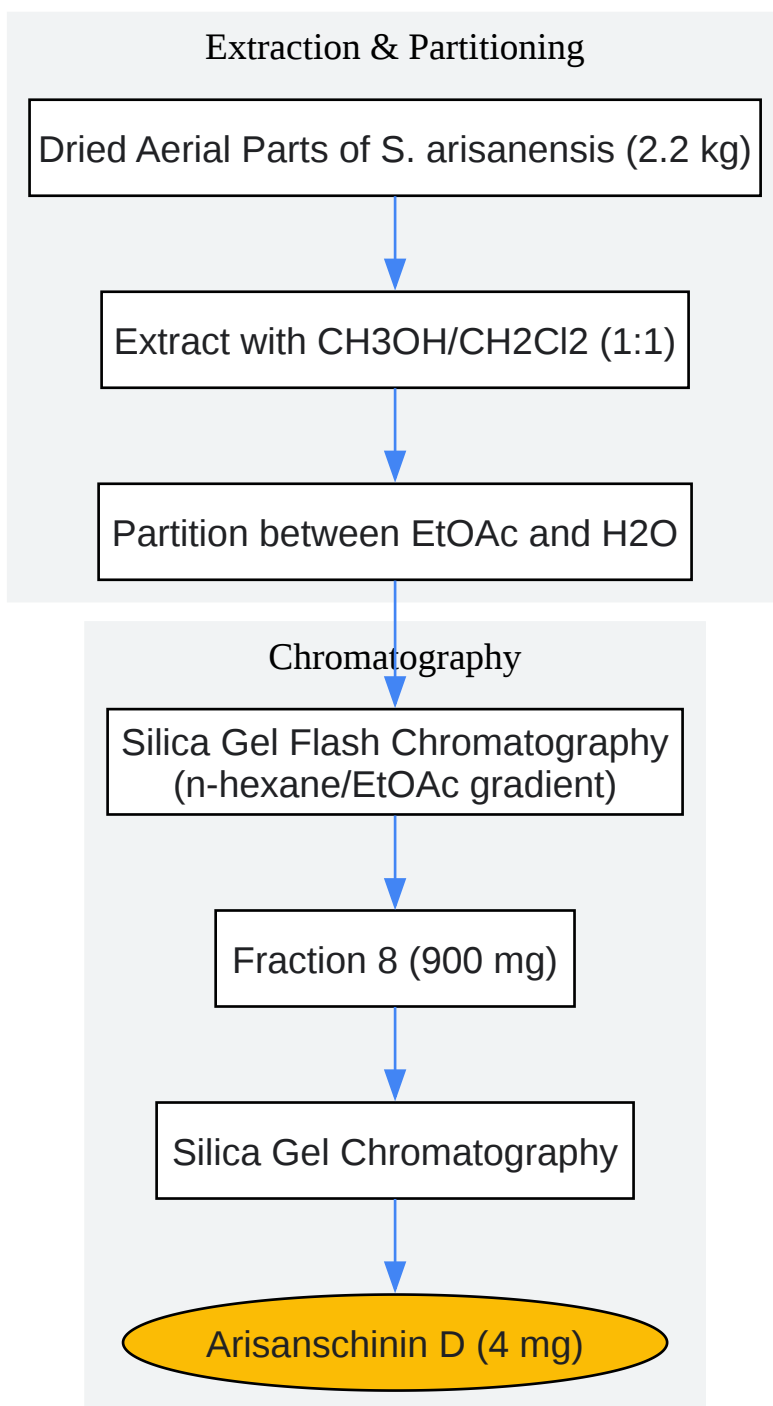 Extraction & Partitioning
Dried Aerial Parts of S. arisanensis (2.2 kg)
Extract with CH3OH/CH2Cl2 (1:1)
Partition between EtOAc and H2O
Chromatography
Silica Gel Flash Chromatography
(n-hexane/EtOAc gradient)
Fraction 8 (900 mg)
Silica Gel Chromatography
Arisanschinin D (4 mg)